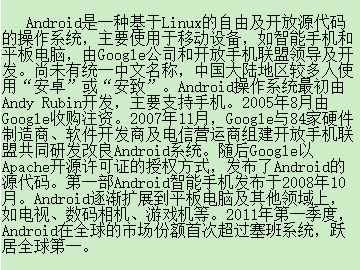 Android是一种基于Linux的自由及开放源代码
的操作系统，主要使用于移动设备，如智能手机和
平板电脑，由Google公司和开放手机联盟领导及开
发。尚未有统一中文名称，中国大陆地区较多人使
用“安卓”或“安致”。Android操作系统最初由
Andy Rubin开发，主要支持手机。2005年8月由
Google收购注资。2007年11月，Google与84家硬件
制造商、软件开发商及电信营运商组建开放手机联
盟共同研发改良Android系统。随后Google以
Apache开源许可证的授权方式，发布了Android的
源代码。第一部Android智能手机发布于2008年10
月。Android逐渐扩展到平板电脑及其他领域上，
如电视、数码相机、游戏机等。2011年第一季度，
Android在全球的市场份额首次超过塞班系统，跃
居全球第一。